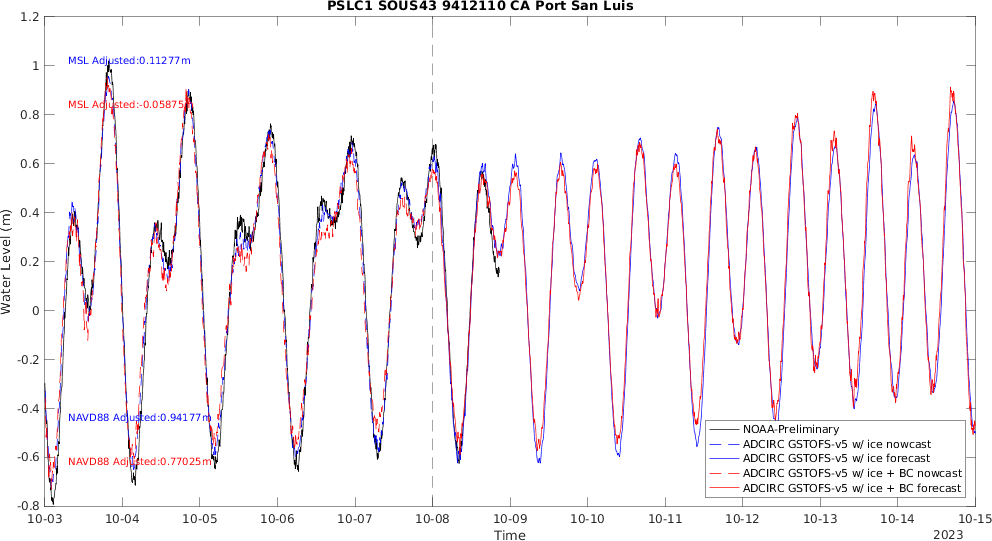 PSLC1 SOUS43 9412110 CA Port San Luis
1.2
1
0.8
0.6
0.4
0.2
0
-0.2
-0.4
-0.6
-0.8
Water Level (m)
MSL Adjusted:0.11277m
MSL Adjusted:-0.05875
NAVD88 Adjusted:0.94177m
NAVD88 Adjusted:0.77025m
NOAA-Preliminary
ADCIRC GSTOFS-v5 w/ ice nowcast
ADCIRC GSTOFS-v5 w/ ice forecast
ADCIRC GSTOFS-v5 w/ ice + BC nowcast
ADCIRC GSTOFS-v5 w/ ice + BC forecast
10-03 10-04 10-05 10-06 10-07 10-08 10-09 10-10 10-11 10-12 10-13 10-14 10-15
Time
2023